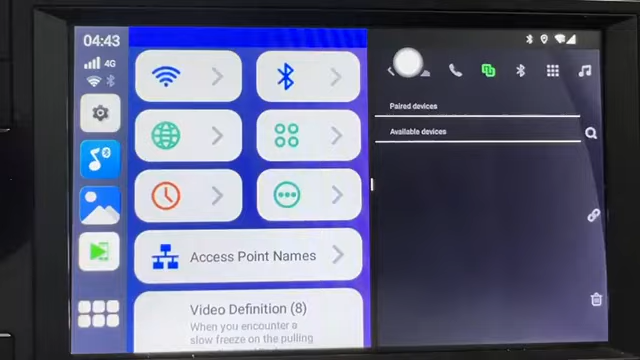 04:43
4G
Access Point Names
Video Definition (8)
When you encounter a
slow freeze on the pulling
Paired devices
Available devices